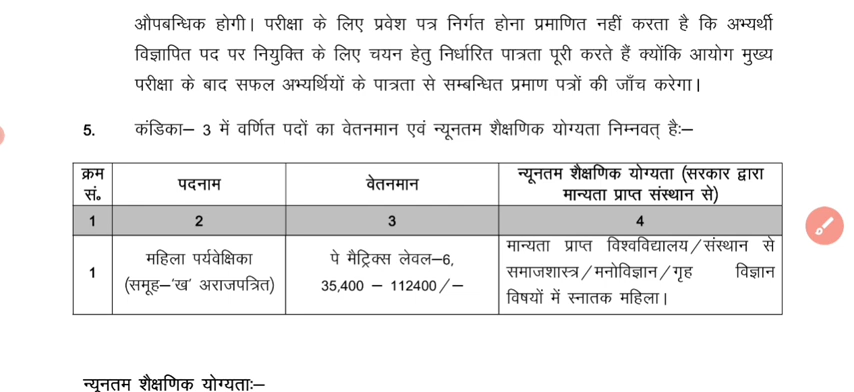 औपबन्धिक होगी। परीक्षा के लिए प्रवेश पत्र निर्गत होना प्रमाणित नहीं करता है कि अभ्यर्थी
विज्ञापित पद पर नियुक्ति के लिए चयन हेतु निर्धारित पात्रता पूरी करते हैं क्योंकि आयोग मुख्य
परीक्षा के बाद सफल अभ्यर्थियों के पात्रता से सम्बन्धित प्रमाण पत्रों की जाँच करेगा।
5. कंडिका– 3 में वर्णित पदों का वेतनमान एवं न्यूनतम शैक्षणिक योग्यता निम्नवत् है:–
क्रम
सं॰
पदनाम
वेतनमान
न्यूनतम शैक्षणिक योग्यता (सरकार द्वारा
मान्यता प्राप्त संस्थान से)
1 2 3 4
1
महिला पर्यवेक्षिका
(समूह–'ख' अराजपत्रित)
पे मैट्रिक्स लेवल–6,
35,400 – 112400/–
मान्यता प्राप्त विश्वविद्यालय/संस्थान से
समाजशास्त्र/मनोविज्ञान/गृह विज्ञान
विषयों में स्नातक महिला।
न्यूनतम शैक्षणिक योग्यताः–